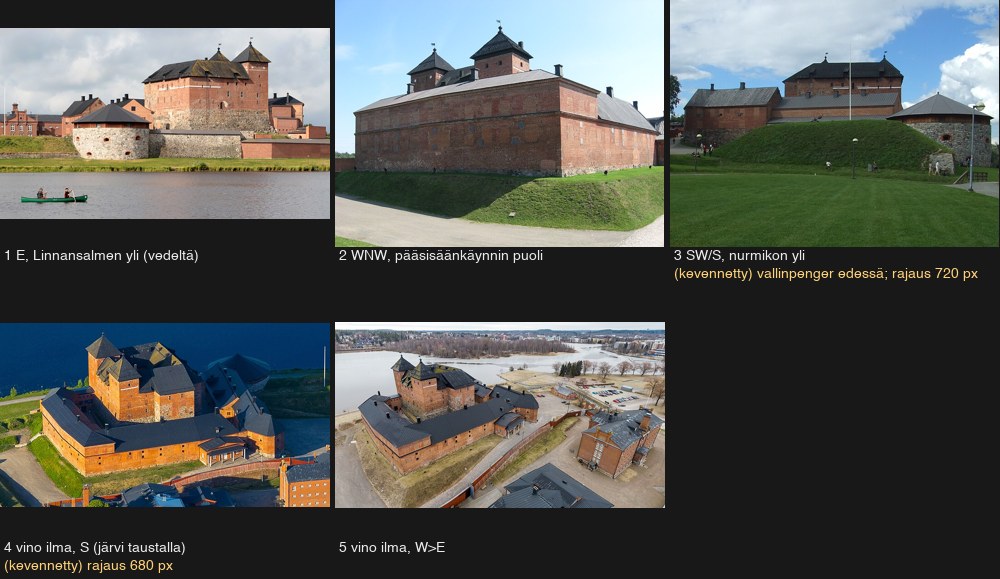 1 E, Linnansalmen yli (vedeltä)
2 WNW, pääsisäänkäynnin puoli
3 SW/S, nurmikon yli
(kevennetty) vallinpenger edessä; rajaus 720 px
4 vino ilma, S (järvi taustalla)
(kevennetty) rajaus 680 px
5 vino ilma, W>E